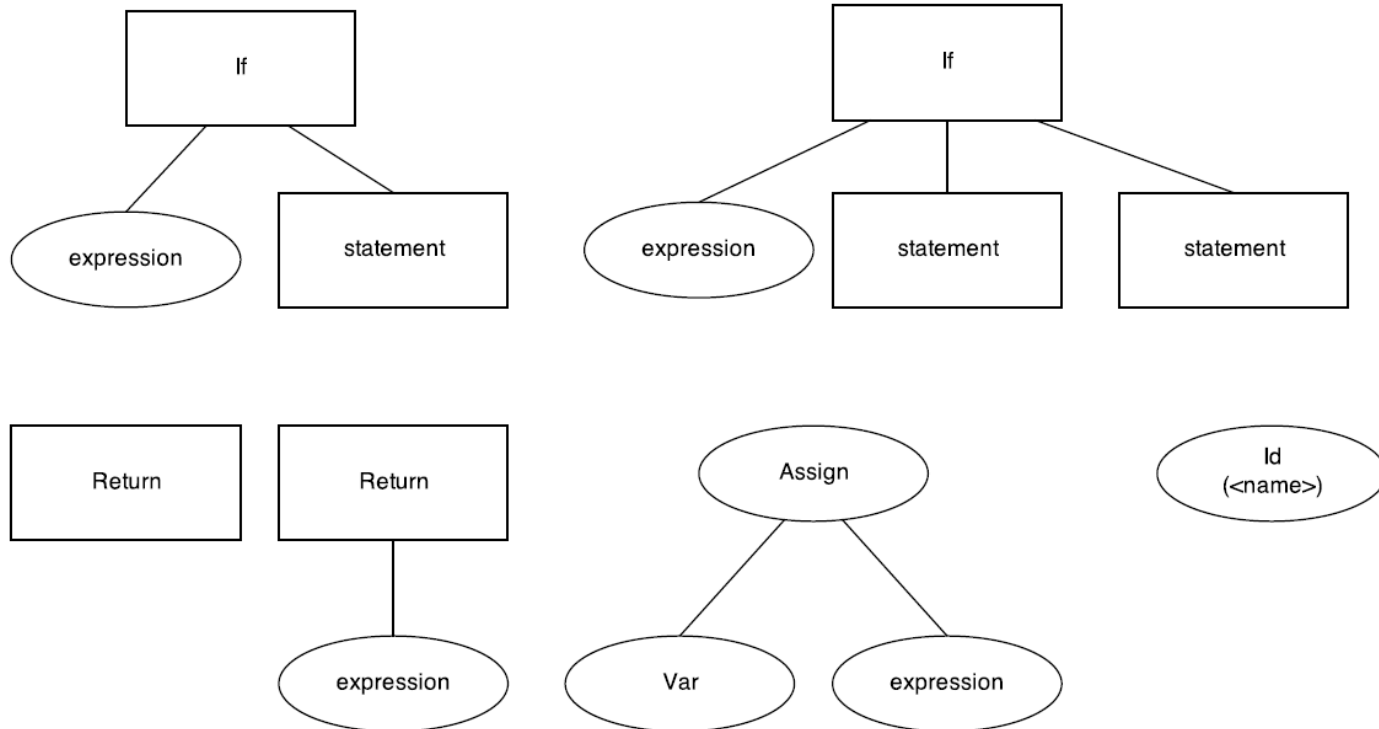 If
If
expression
statement
expression
statement
statement
Return
Return
Assign
Id
(<name>)
expression
Var
expression